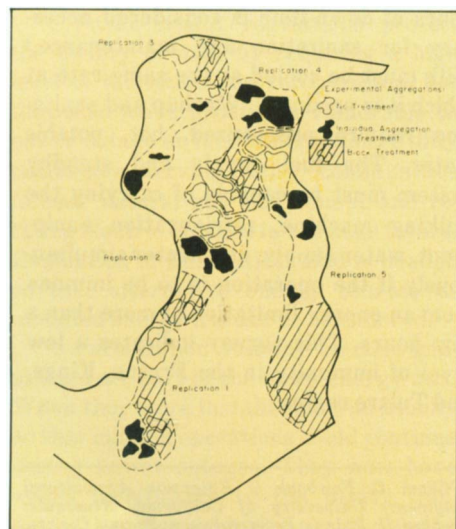 Replication 3
Replication 4
Experimental Aggregations:
No Treatment
Individual Aggregation
Treatment
Block Treatment
Replication 2
Replication 5
Replication 1